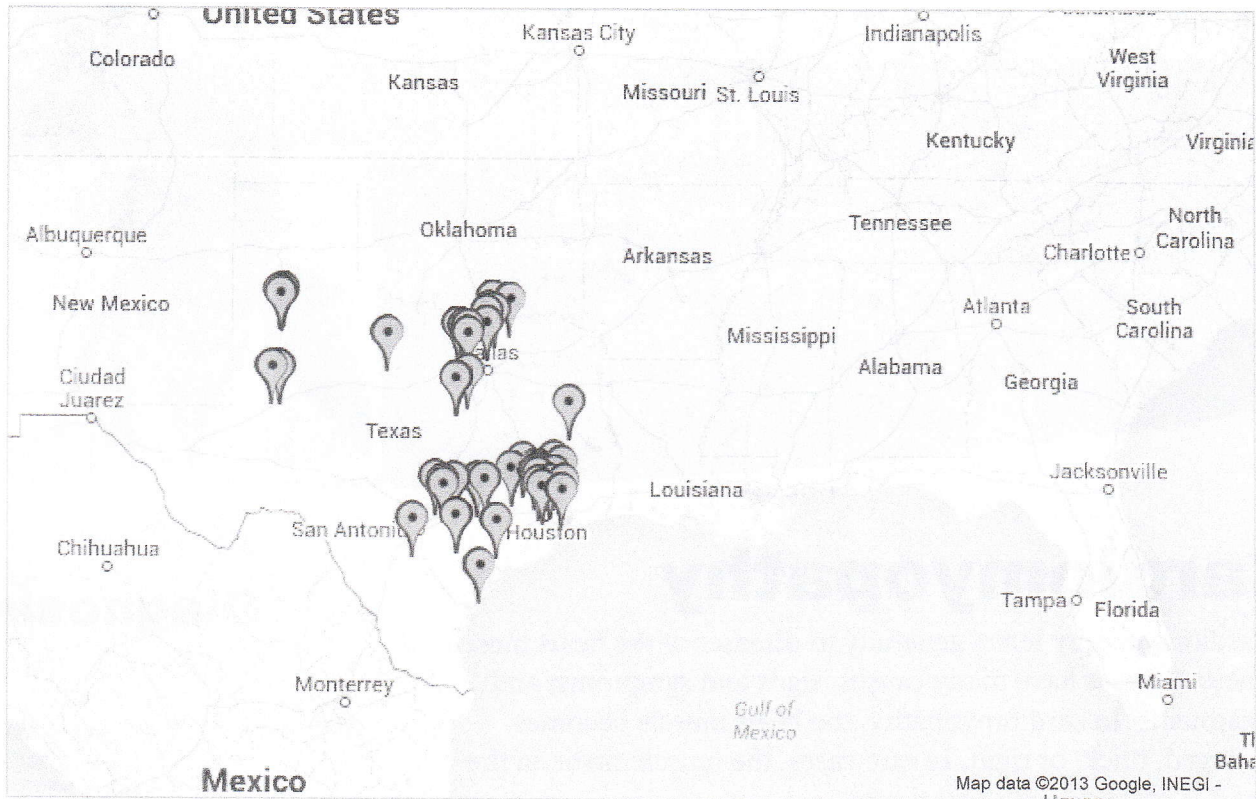 United States
Kansas City
Indianapolis
Colorado
Kansas
West
Virginia
Missouri
St. Louis
Kentucky
Virginia
Oklahoma
Tennessee
North
Carolina
Albuquerque
Arkansas
Charlotte
New Mexico
Atlanta
South
Carolina
Mississippi
Alabama
Georgia
Ciudad
Juarez
Texas
Louisiana
Jacksonville
San Antonio
Houston
Chihuahua
Tampa
Florida
Monterrey
Miami
Gulf of
Mexico
Mexico
Map data ©2013 Google, INEGI -